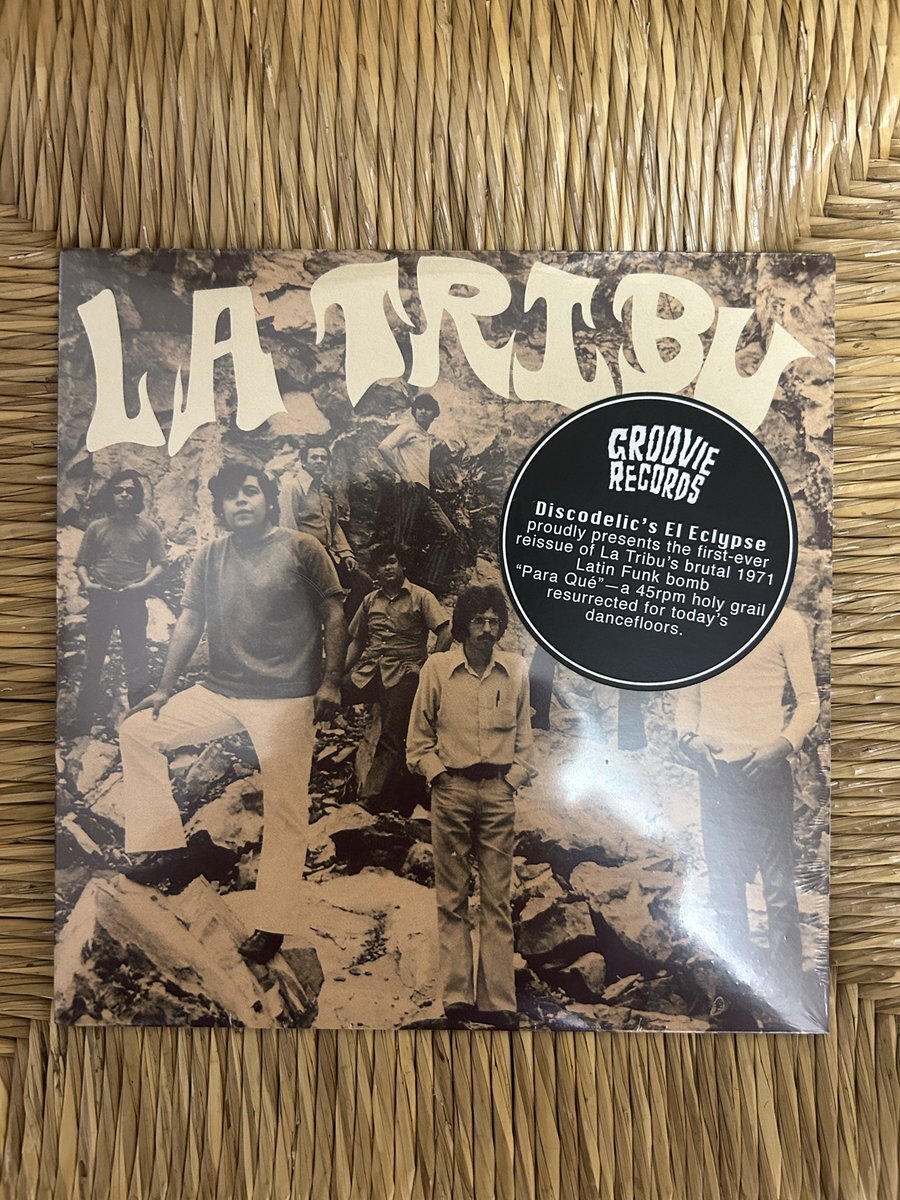 LA TRIBU
GROOVIE
RECORDS
Discodelic's El Eclypse
proudly presents the first-ever
reissue of La Tribu's brutal 1971
Latin Funk bomb
"Para Qué"—a 45rpm holy grail
resurrected for today's
dancefloors.